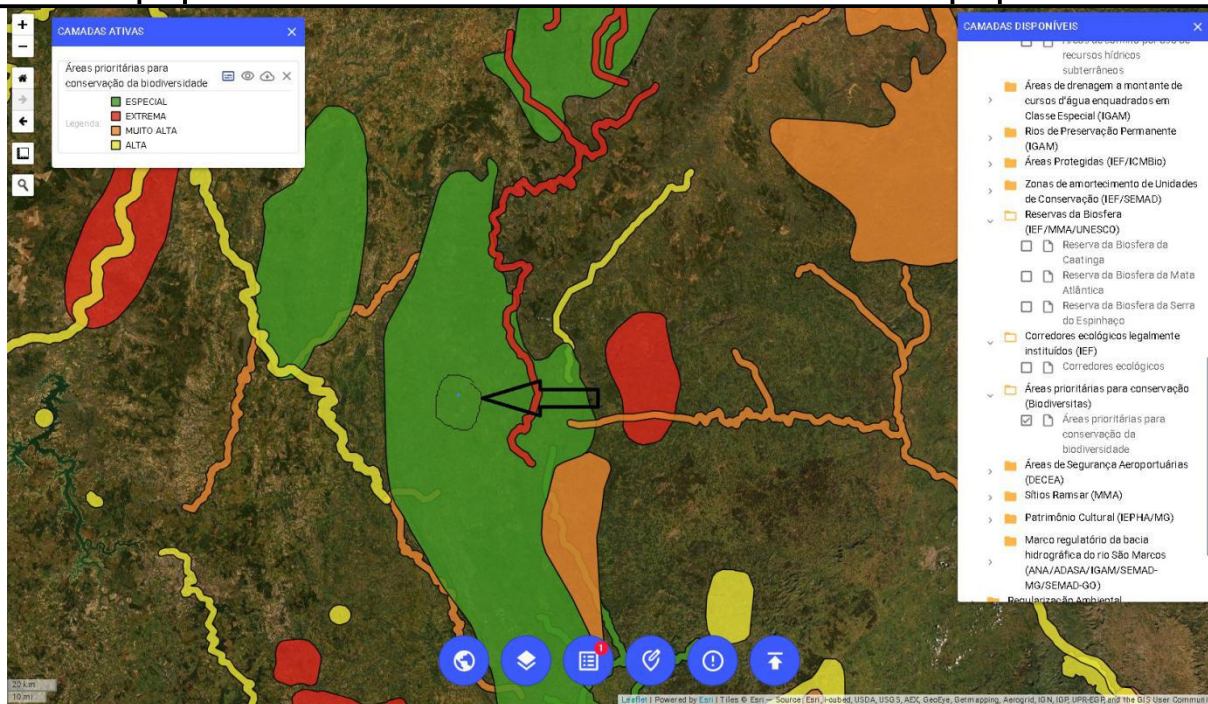 CAMADAS ATIVAS
Áreas prioritárias para
conservação da biodiversidade
Legenda:
ESPECIAL
EXTREMA
MUITO ALTA
ALTA
CAMADAS DISPONÍVEIS
recursos hídricos
subterrâneos
Áreas de drenagem a montante de
cursos d'água enquadrados em
Classe Especial (IGAM)
Rios de Preservação Permanente
(IGAM)
Áreas Protegidas (IEF/ICMBio)
Zonas de amortecimento de Unidades
de Conservação (IEF/SEMAD)
Reservas da Biosfera
(IEF/MMA/UNESCO)
Reserva da Biosfera da
Caatinga
Reserva da Biosfera da Mata
Atlântica
Reserva da Biosfera da Serra
do Espinhaço
Corredores ecológicos legalmente
instituídos (IEF)
Corredores ecológicos
Áreas prioritárias para conservação
(Biodiversitas)
Áreas prioritárias para
conservação da
biodiversidade
Áreas de Segurança Aeroportuárias
(DECEA)
Sítios Ramsar (MMA)
Patrimônio Cultural (IEPHA/MG)
Marco regulatório da bacia
hidrográfica do rio São Marcos
(ANA/ADASA/IGAM/SEMAD-
MG/SEMAD-GO)
Regularização Ambiental
1
20 km
10 mi
Leaflet | Powered by Esri | Tiles © Esri — Source: Esri, i-cubed, USDA, USGS, AEX, GeoEye, Getmapping, Aerogrid, IGN, IGP, UPR-EGP, and the GIS User Communi